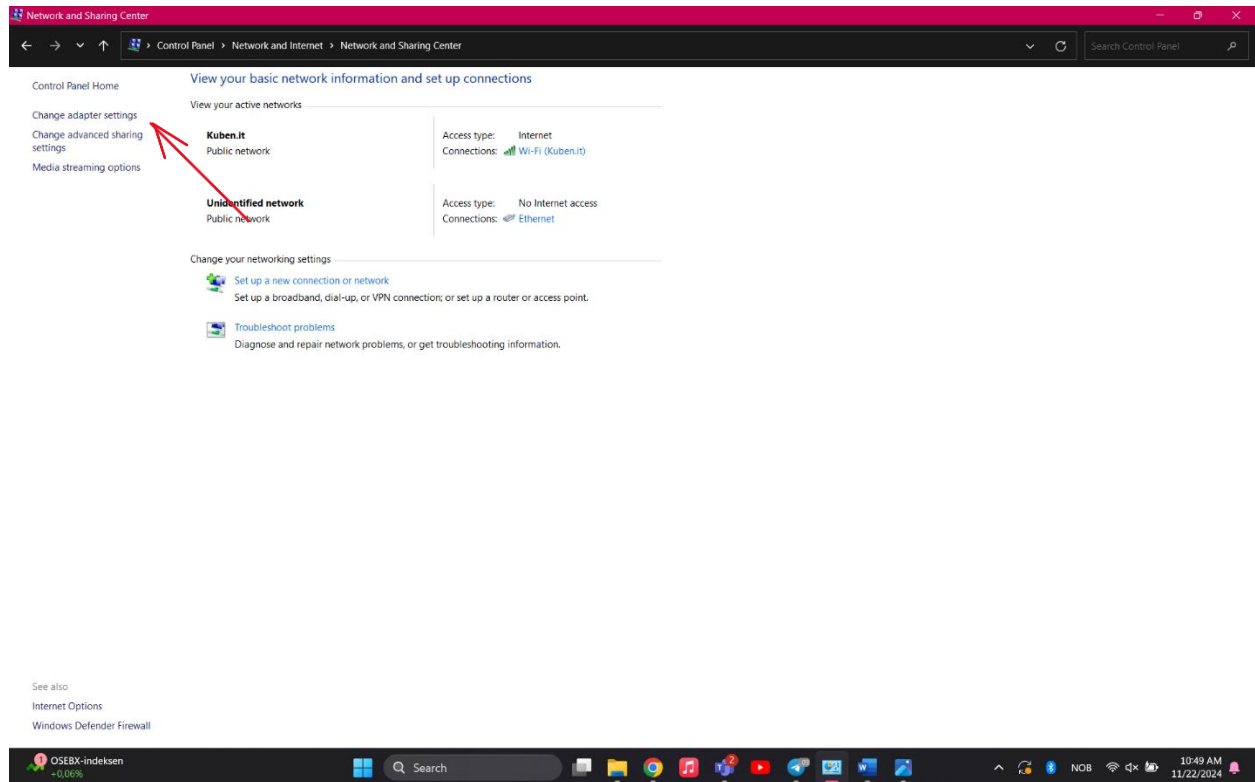 Network and Sharing Center
Control Panel > Network and Internet > Network and Sharing Center
Search Control Panel
Control Panel Home
Change adapter settings
Change advanced sharing
settings
Media streaming options
View your basic network information and set up connections
View your active networks
Kuben.it
Public network
Access type: Internet
Connections: Wi-Fi (Kuben.it)
Unidentified network
Public network
Access type: No Internet access
Connections: Ethernet
Change your networking settings
Set up a new connection or network
Set up a broadband, dial-up, or VPN connection; or set up a router or access point.
Troubleshoot problems
Diagnose and repair network problems, or get troubleshooting information.
See also
Internet Options
Windows Defender Firewall
1
OSEBX-indeksen
+0,06%
Search
2
NOB
10:49 AM
11/22/2024